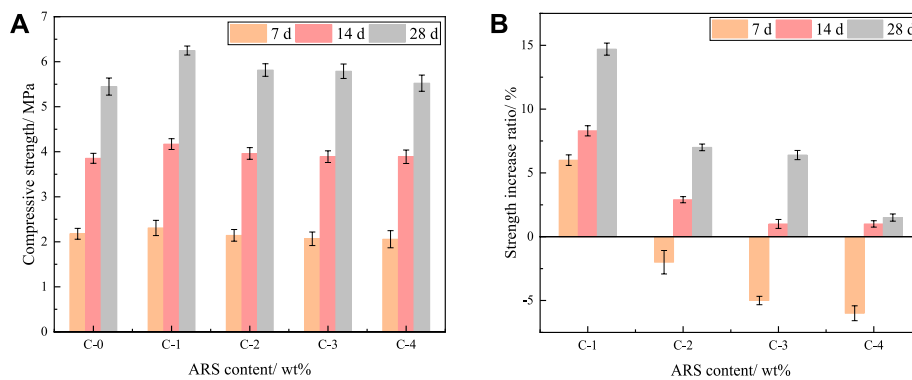 A
7 d 14 d 28 d
Compressive strength/ MPa
7
6
5
4
3
2
1
0
C-0 C-1 C-2 C-3 C-4
ARS content/ wt%
B
7 d 14 d 28 d
Strength increase ratio/ %
15
10
5
0
-5
C-1 C-2 C-3 C-4
ARS content/ wt%